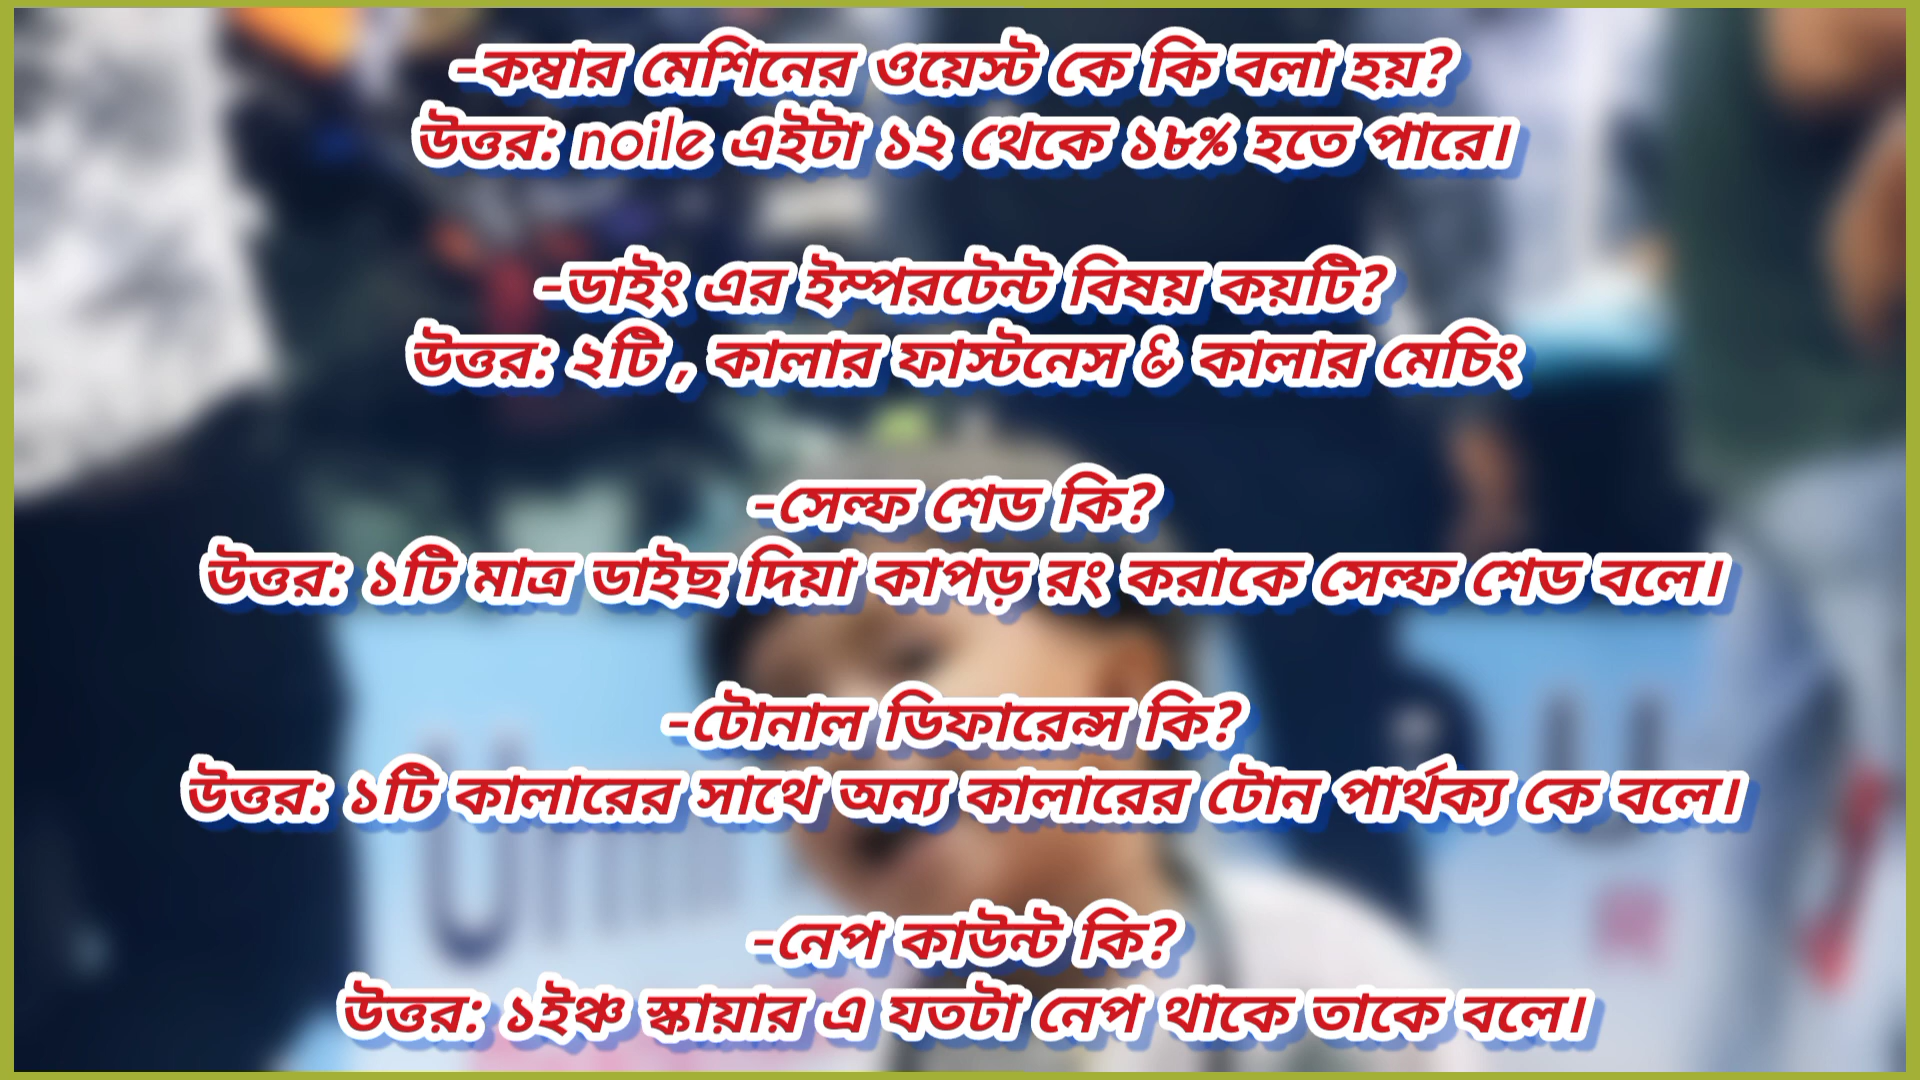 -কম্বার মেশিনের ওয়েস্ট কে কি বলা হয়?
উত্তর: noile এইটা ১২ থেকে ১৮% হতে পারে।
-ডাইং এর ইম্পরটেন্ট বিষয় কয়টি?
উত্তর: ২টি , কালার ফাস্টনেস & কালার মেচিং
-সেল্ফ শেড কি?
উত্তর: ১টি মাত্র ডাইছ দিয়া কাপড় রং করাকে সেল্ফ শেড বলে।
-টোনাল ডিফারেন্স কি?
উত্তর: ১টি কালারের সাথে অন্য কালারের টোন পার্থক্য কে বলে।
-নেপ কাউন্ট কি?
উত্তর: ১ইঞ্চ স্কায়ার এ যতটা নেপ থাকে তাকে বলে।